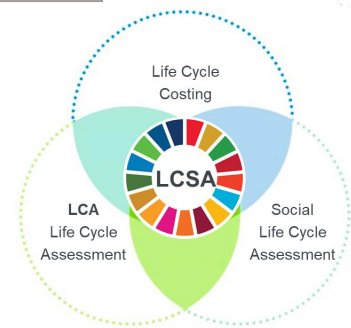 Life Cycle
Costing
LCSA
LCA
Life Cycle
Assessment
Social
Life Cycle
Assessment